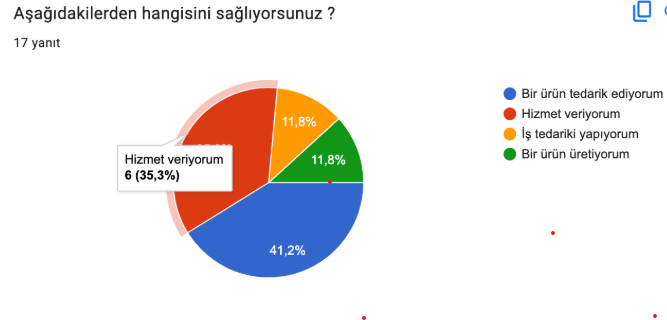 Aşağıdakilerden hangisini sağlıyorsunuz ?
17 yanıt
Bir ürün tedarik ediyorum
Hizmet veriyorum
İş tedariki yapıyorum
Bir ürün üretiyorum
11,8%
11,8%
Hizmet veriyorum
6 (35,3%)
41,2%